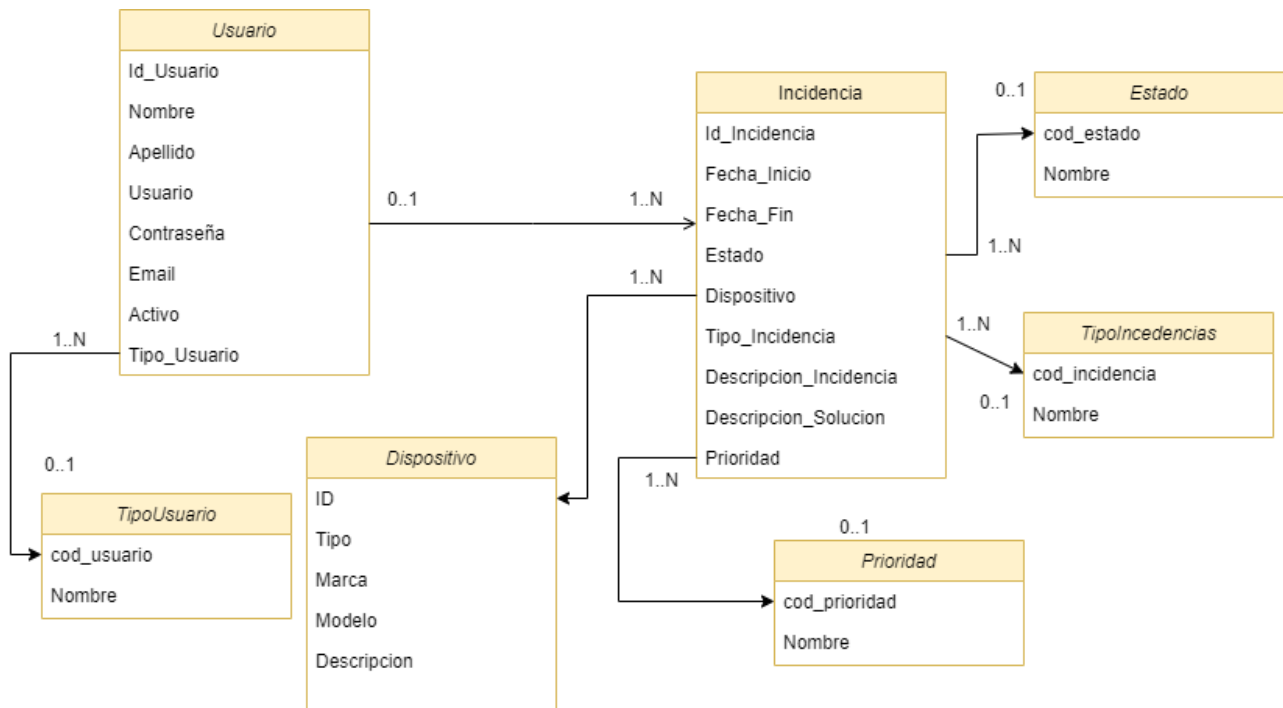 Usuario
Id_Usuario
Nombre
Apellido
Usuario
Contraseña
Email
Activo
Tipo_Usuario
0..1
1..N
1..N
0..1
TipoUsuario
cod_usuario
Nombre
Dispositivo
ID
Tipo
Marca
Modelo
Descripcion
Incidencia
Id_Incidencia
Fecha_Inicio
Fecha_Fin
Estado
Dispositivo
Tipo_Incidencia
Descripcion_Incidencia
Descripcion_Solucion
Prioridad
1..N
1..N
0..1
Prioridad
cod_prioridad
Nombre
0..1
1..N
Estado
cod_estado
Nombre
1..N
0..1
TipoIncedencias
cod_incidencia
Nombre